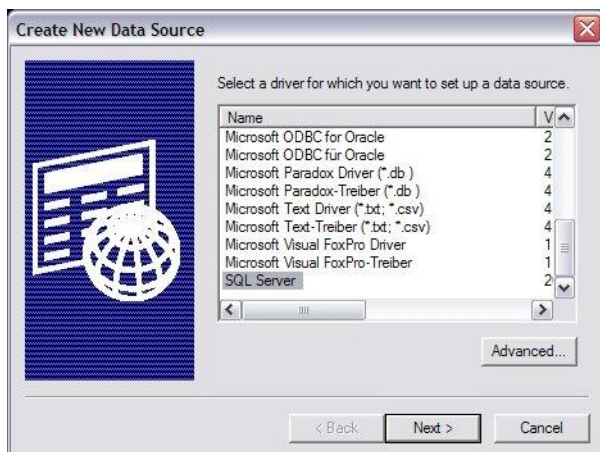 Create New Data Source
Select a driver for which you want to set up a data source.
Name V
Microsoft ODBC for Oracle 2
Microsoft ODBC für Oracle 2
Microsoft Paradox Driver (*.db ) 4
Microsoft Paradox-Treiber (*.db ) 4
Microsoft Text Driver (*.txt; *.csv) 4
Microsoft Text-Treiber (*.txt; *.csv) 4
Microsoft Visual FoxPro Driver 1
Microsoft Visual FoxPro-Treiber 1
SQL Server 2
Advanced...
< Back Next > Cancel